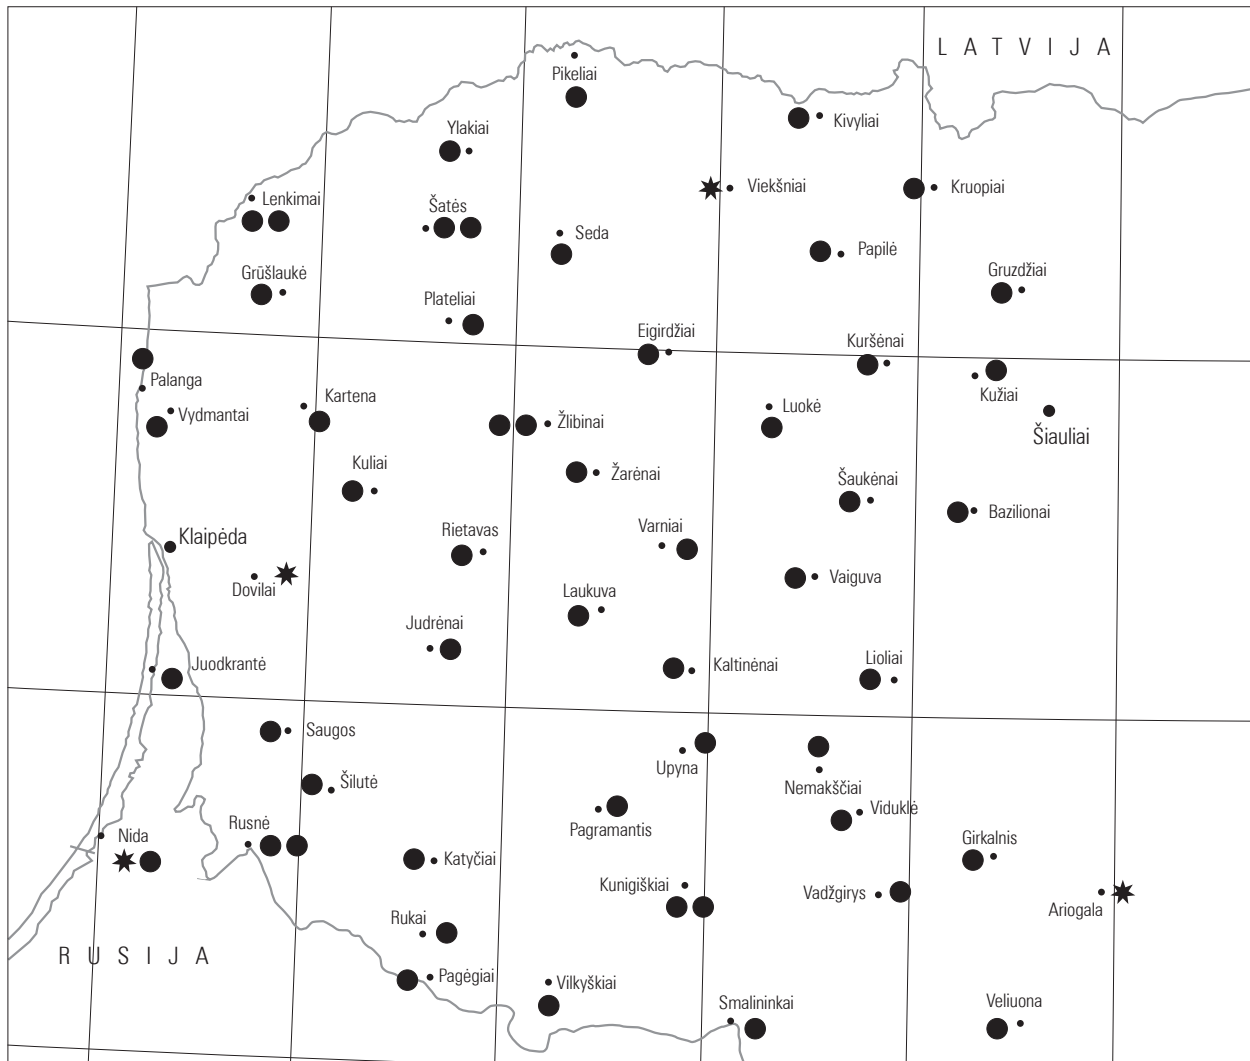 LATVIJA
Pikeliai
Kivyliai
Ylakiai
Viekšniai
Kruopiai
Lenkimai
Šatės
Seda
Papilė
Grūšlaukė
Gruzdžiai
Plateliai
Eigirdžiai
Kuršėnai
Palanga
Kartena
Kužiai
Vydmantai
Žlibinai
Luokė
Šiauliai
Kuliai
Žarėnai
Šaukėnai
Bazilionai
Klaipėda
Rietavas
Varniai
Dovilai
Laukuva
Vaiguva
Judrėnai
Juodkrantė
Kaltinėnai
Lioliai
Saugos
Upyna
Šilutė
Nemakščiai
Viduklė
Rusnė
Nida
Pagramantis
Girkalnis
Katyčiai
Kunigiškiai
Vadžgirys
Ariogala
Rukai
RUSIJA
Pagėgiai
Vilkyškiai
Smalininkai
Veliuona